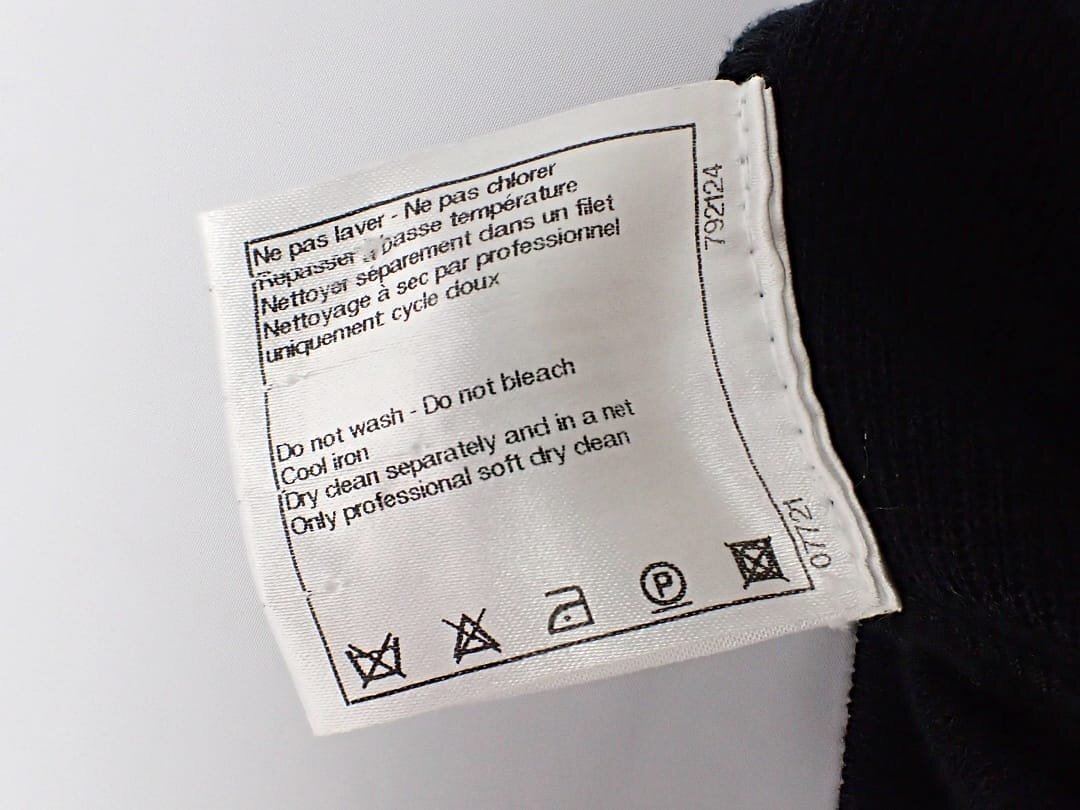 Ne pas laver - Ne pas chlorer
Repasser à basse température
Nettoyer séparement dans un filet
Nettoyage à sec par professionnel
uniquement cycle doux
Do not wash - Do not bleach
Cool iron
Dry clean separately and in a net
Only professional soft dry clean
P
792124
07721